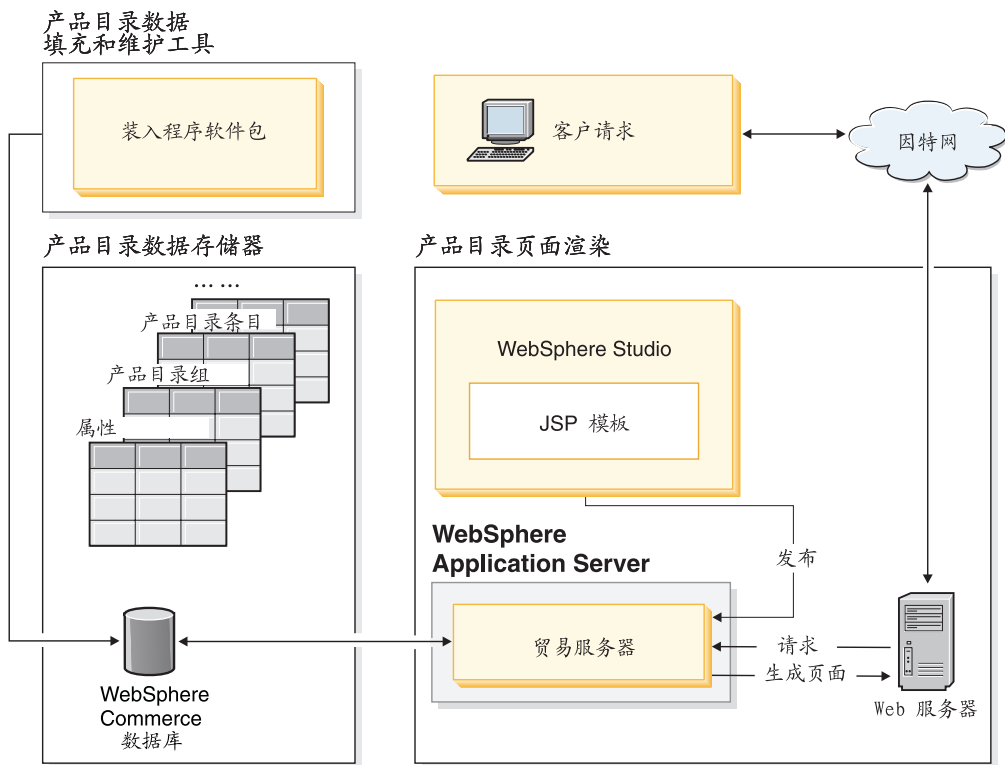 产品目录数据
填充和维护工具
装入程序软件包
客户请求
因特网
产品目录数据存储器
... ...
产品目录条目
产品目录组
属性
WebSphere
Commerce
数据库
产品目录页面渲染
WebSphere Studio
JSP 模板
WebSphere
Application Server
发布
贸易服务器
请求
生成页面
Web 服务器